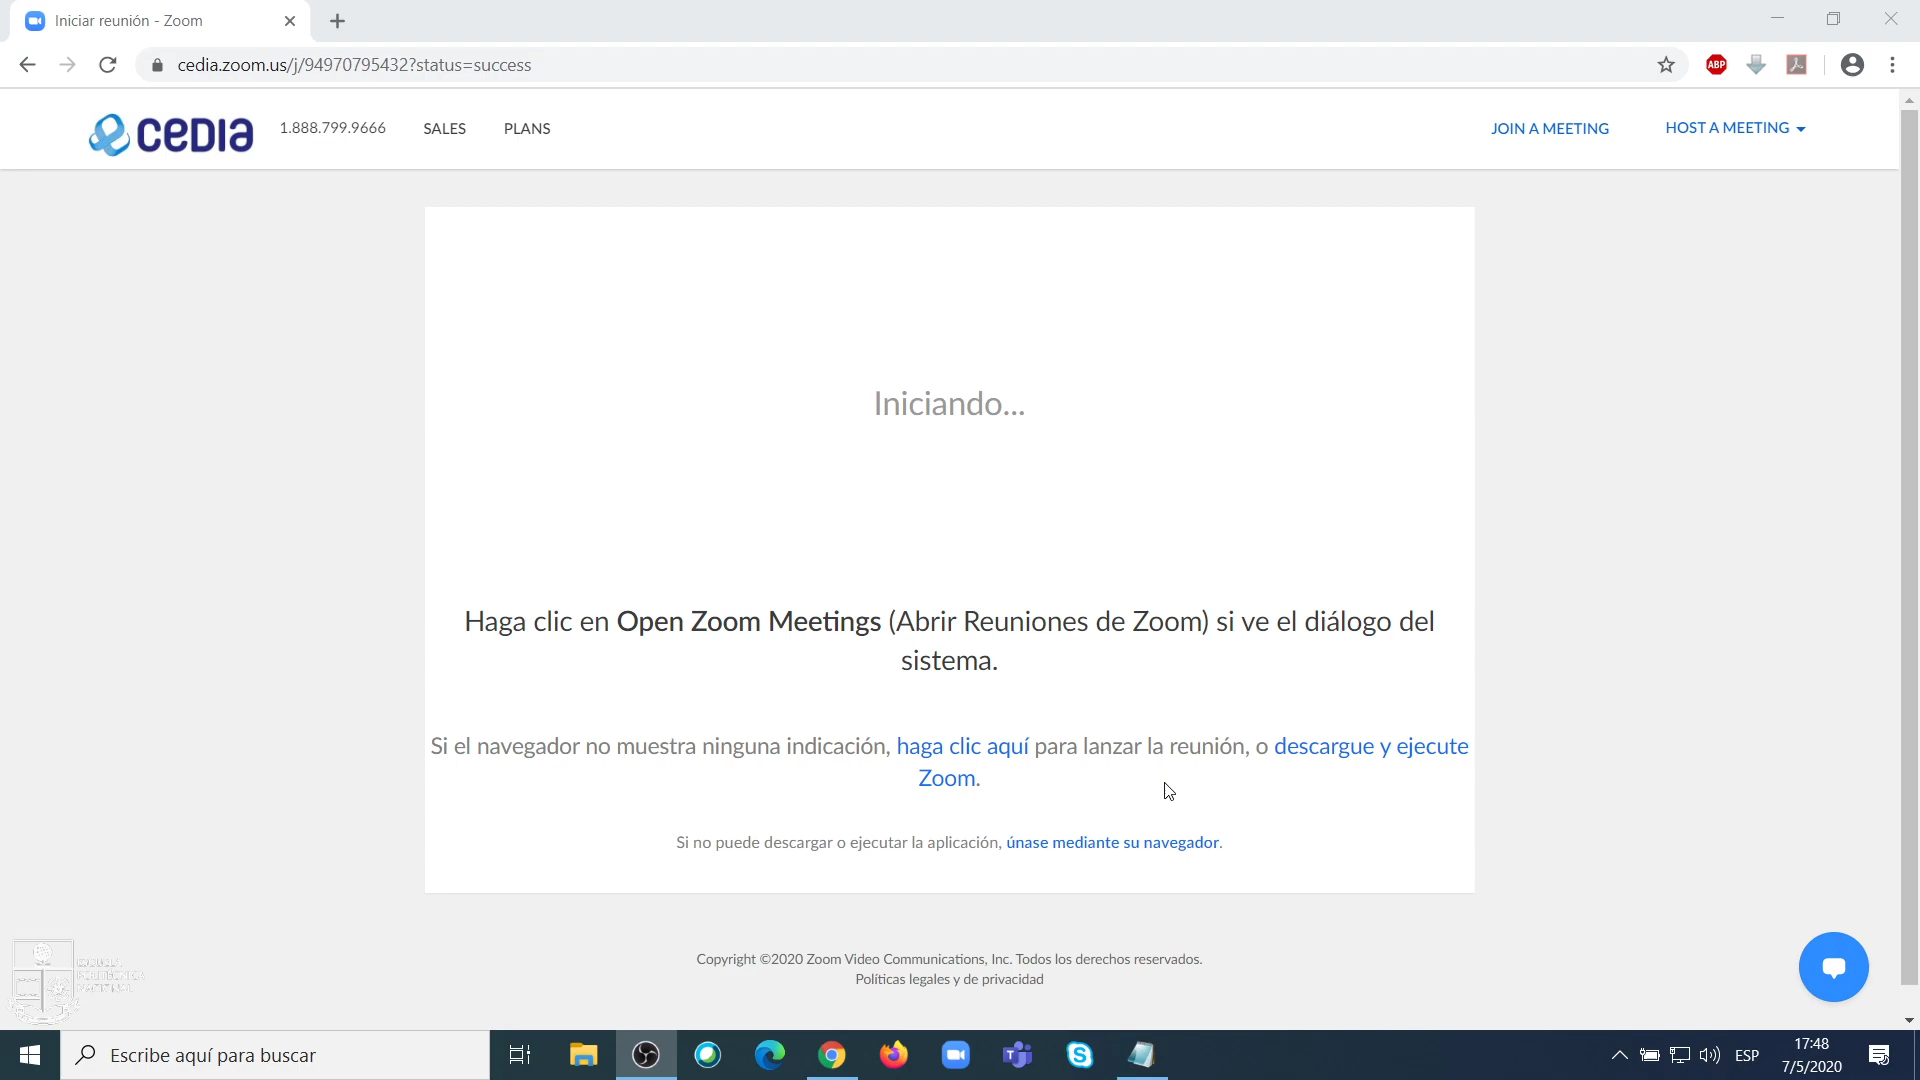 Iniciar reunión - Zoom
cedia.zoom.us/j/94970795432?status=success
ABP
CEDIA
1.888.799.9666
SALES
PLANS
JOIN A MEETING
HOST A MEETING
Iniciando...
Haga clic en Open Zoom Meetings (Abrir Reuniones de Zoom) si ve el diálogo del
sistema.
Si el navegador no muestra ninguna indicación, haga clic aquí para lanzar la reunión, o descargue y ejecute
Zoom.
Si no puede descargar o ejecutar la aplicación, únase mediante su navegador.
Copyright ©2020 Zoom Video Communications, Inc. Todos los derechos reservados.
Políticas legales y de privacidad
ESCUELA
POLITÉCNICA
NACIONAL
Escribe aquí para buscar
ESP
17:48
7/5/2020